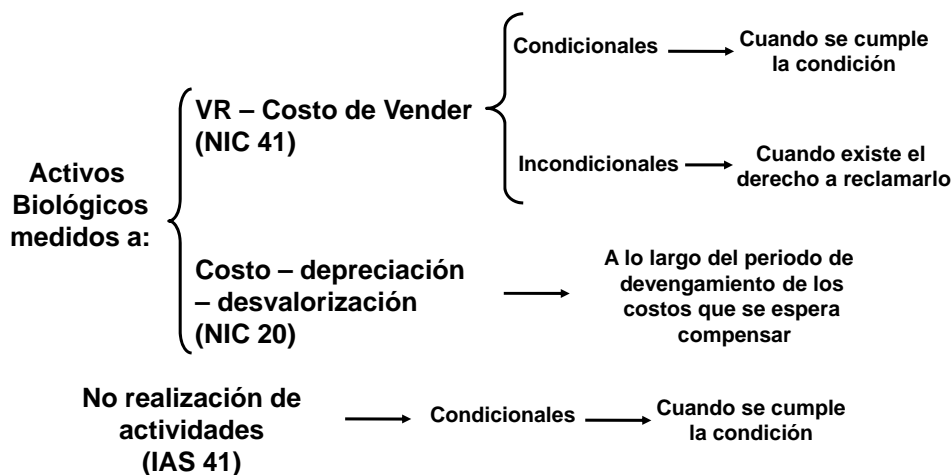 Activos
Biológicos
medidos a:
VR – Costo de Vender
(NIC 41)
Condicionales
Cuando se cumple
la condición
Incondicionales
Cuando existe el
derecho a reclamarlo
Costo – depreciación
– desvalorización
(NIC 20)
A lo largo del periodo de
devengamiento de los
costos que se espera
compensar
No realización de
actividades
(IAS 41)
Condicionales
Cuando se cumple
la condición